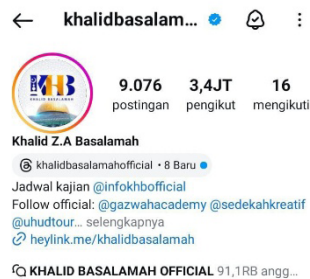 khalidbasalam...
KHB
KHALID BASALAMAH
9.076 3,4JT 16
postingan pengikut mengikuti
Khalid Z.A Basalamah
khalidbasalamahofficial • 8 Baru
Jadwal kajian @infokhbofficial
Follow official: @gazwahacademy @sedekahkreatif
@uhudtour... selengkapnya
heylink.me/khalidbasalamah
KHALID BASALAMAH OFFICIAL 91,1RB angg...